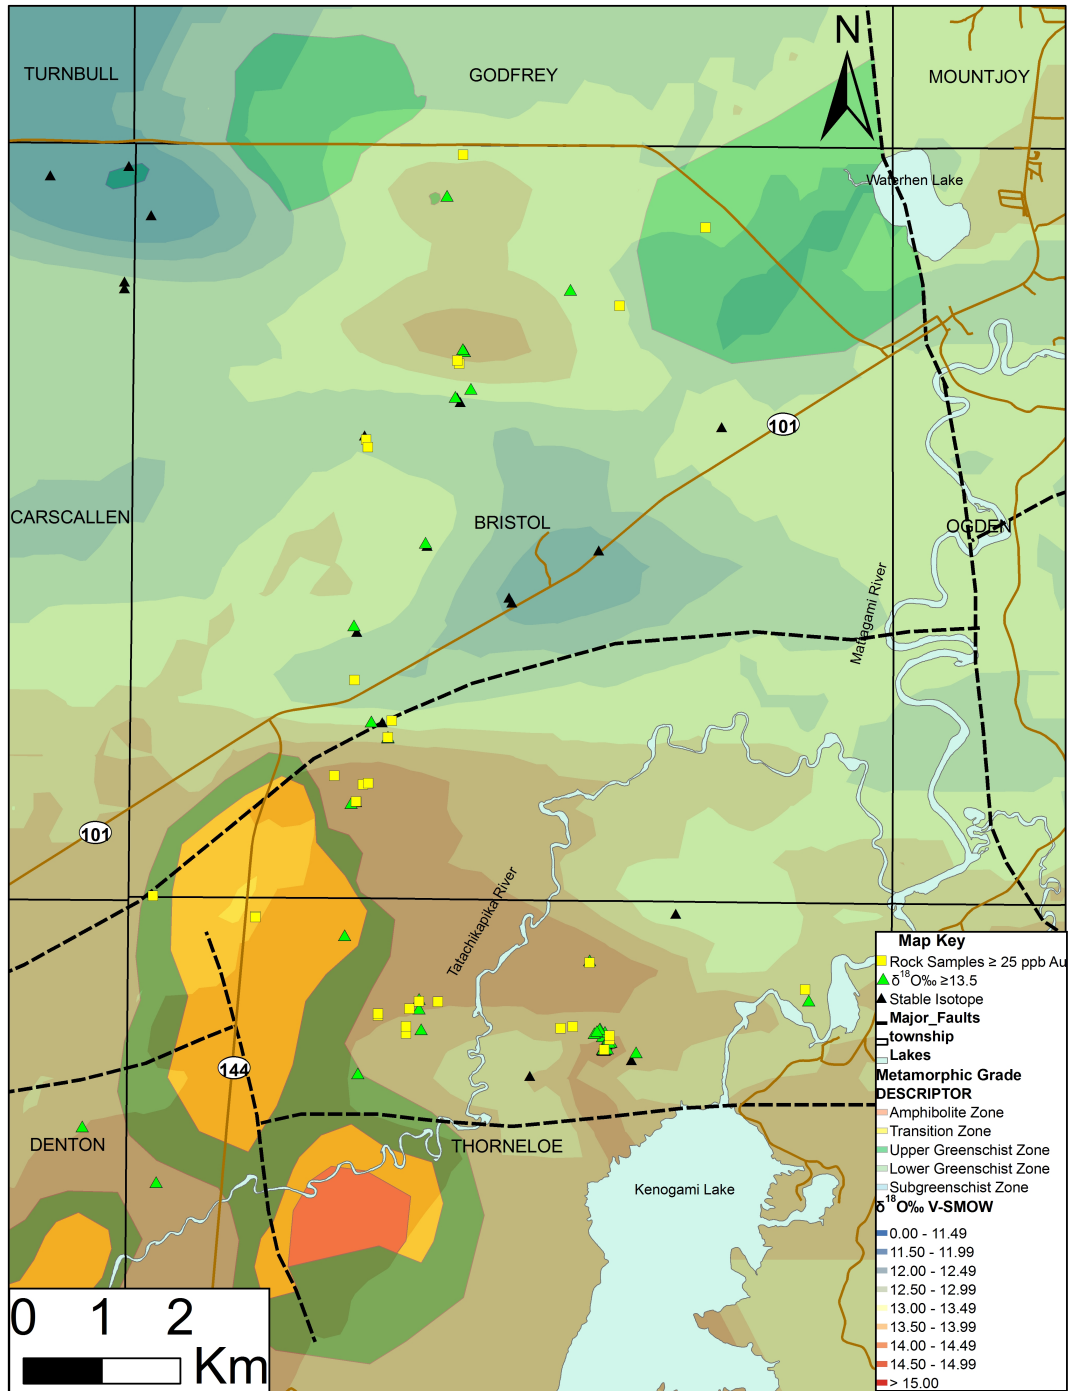 N
TURNBULL
GODFREY
MOUNTJOY
Waterhen Lake
101
CARSCALLEN
BRISTOL
OGDEN
Mattagami River
101
Tatachikapika River
144
DENTON
THORNELOE
Kenogami Lake
0 1 2
Km
Map Key
Rock Samples ≥ 25 ppb Au
δ18O‰ ≥13.5
Stable Isotope
Major_Faults
township
Lakes
Metamorphic Grade
DESCRIPTOR
Amphibolite Zone
Transition Zone
Upper Greenschist Zone
Lower Greenschist Zone
Subgreenschist Zone
δ18O‰ V-SMOW
0.00 - 11.49
11.50 - 11.99
12.00 - 12.49
12.50 - 12.99
13.00 - 13.49
13.50 - 13.99
14.00 - 14.49
14.50 - 14.99
> 15.00